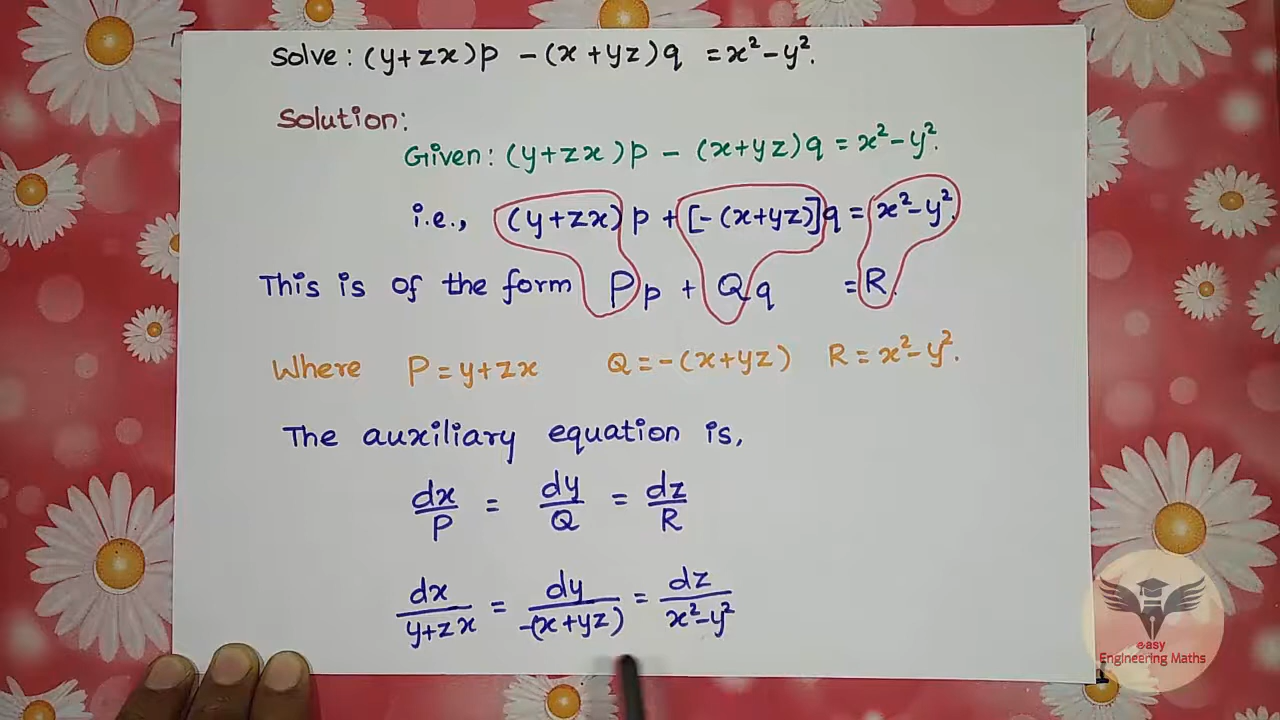 Solve: (y+zx)p -(x+yz)q =x²-y².
Solution:
Given: (y+zx)p - (x+yz)q = x²-y².
i.e., (y+zx)p + [-(x+yz)]q = x²-y².
This is of the form Pp + Qq = R.
Where P=y+zx Q=-(x+yz) R=x²-y².
The auxiliary equation is,
dx/P = dy/Q = dz/R
dx/y+zx = dy/-(x+yz) = dz/x²-y²
easy
Engineering Maths